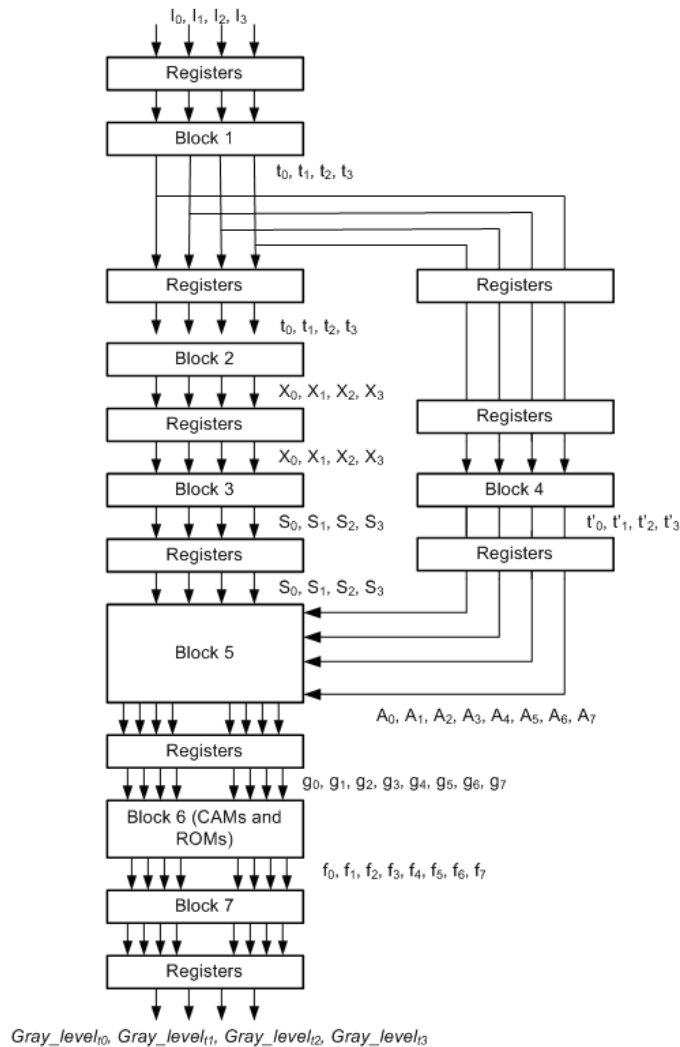 I₀, I₁, I₂, I₃
Registers
Block 1
t₀, t₁, t₂, t₃
Registers
Registers
t₀, t₁, t₂, t₃
Block 2
X₀, X₁, X₂, X₃
Registers
Registers
X₀, X₁, X₂, X₃
Block 3
Block 4
S₀, S₁, S₂, S₃
t'₀, t'₁, t'₂, t'₃
Registers
Registers
S₀, S₁, S₂, S₃
Block 5
A₀, A₁, A₂, A₃, A₄, A₅, A₆, A₇
Registers
g₀, g₁, g₂, g₃, g₄, g₅, g₆, g₇
Block 6 (CAMs and
ROMs)
f₀, f₁, f₂, f₃, f₄, f₅, f₆, f₇
Block 7
Registers
Gray_levelₜ₀, Gray_levelₜ₁, Gray_levelₜ₂, Gray_levelₜ₃